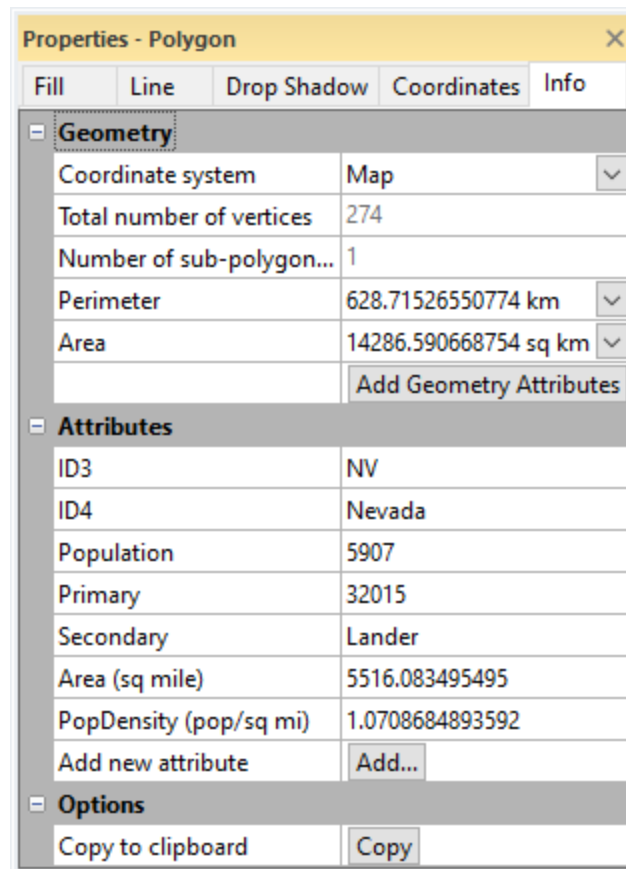 Properties - Polygon
Fill Line Drop Shadow Coordinates Info
Geometry
Coordinate system Map
Total number of vertices 274
Number of sub-polygon... 1
Perimeter 628.71526550774 km
Area 14286.590668754 sq km
Add Geometry Attributes
Attributes
ID3 NV
ID4 Nevada
Population 5907
Primary 32015
Secondary Lander
Area (sq mile) 5516.083495495
PopDensity (pop/sq mi) 1.0708684893592
Add new attribute Add...
Options
Copy to clipboard Copy